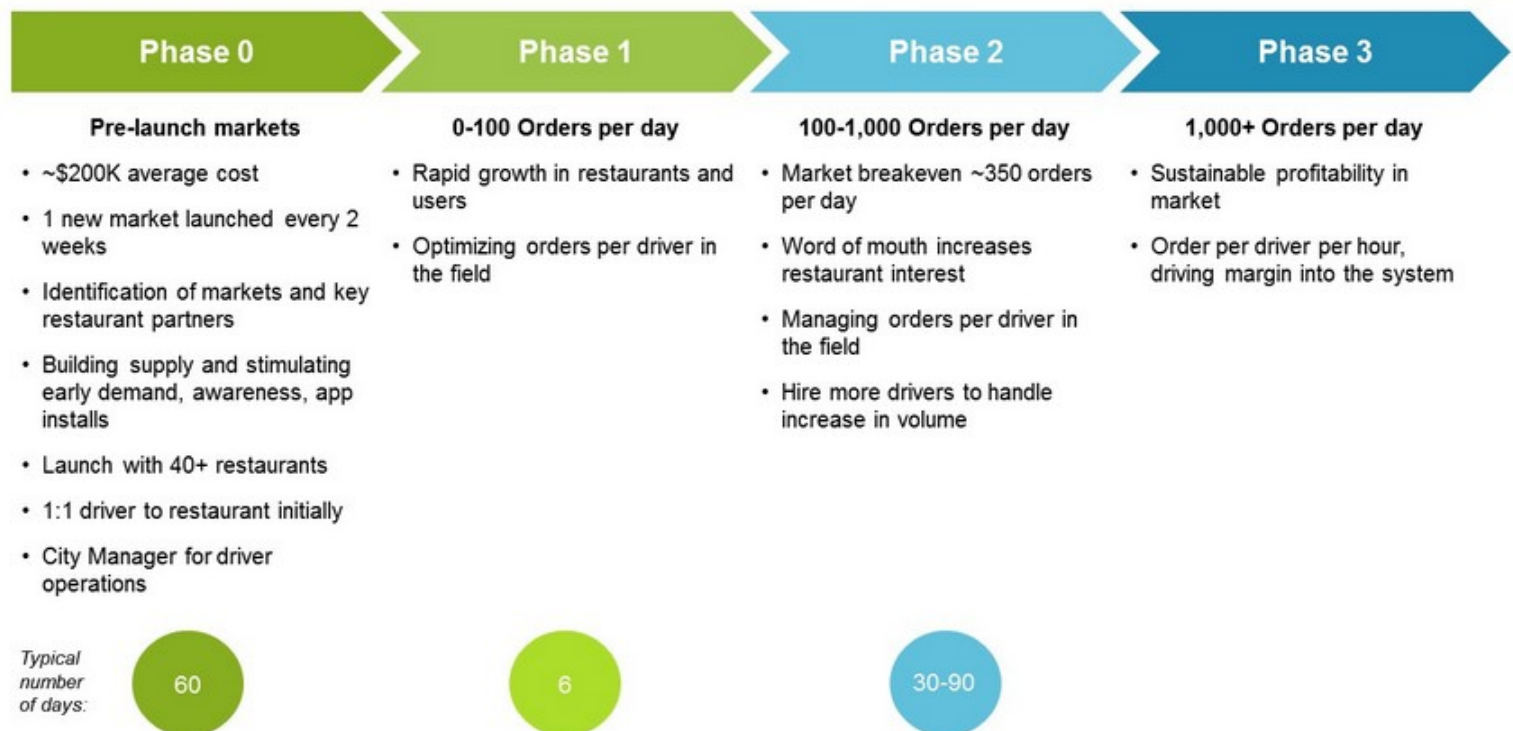 Phase 0
Phase 1
Phase 2
Phase 3
Pre-launch markets
• ~$200K average cost
• 1 new market launched every 2
weeks
• Identification of markets and key
restaurant partners
• Building supply and stimulating
early demand, awareness, app
installs
• Launch with 40+ restaurants
• 1:1 driver to restaurant initially
• City Manager for driver
operations
0-100 Orders per day
• Rapid growth in restaurants and
users
• Optimizing orders per driver in
the field
100-1,000 Orders per day
• Market breakeven ~350 orders
per day
• Word of mouth increases
restaurant interest
• Managing orders per driver in
the field
• Hire more drivers to handle
increase in volume
1,000+ Orders per day
• Sustainable profitability in
market
• Order per driver per hour,
driving margin into the system
Typical
number
of days:
60
6
30-90